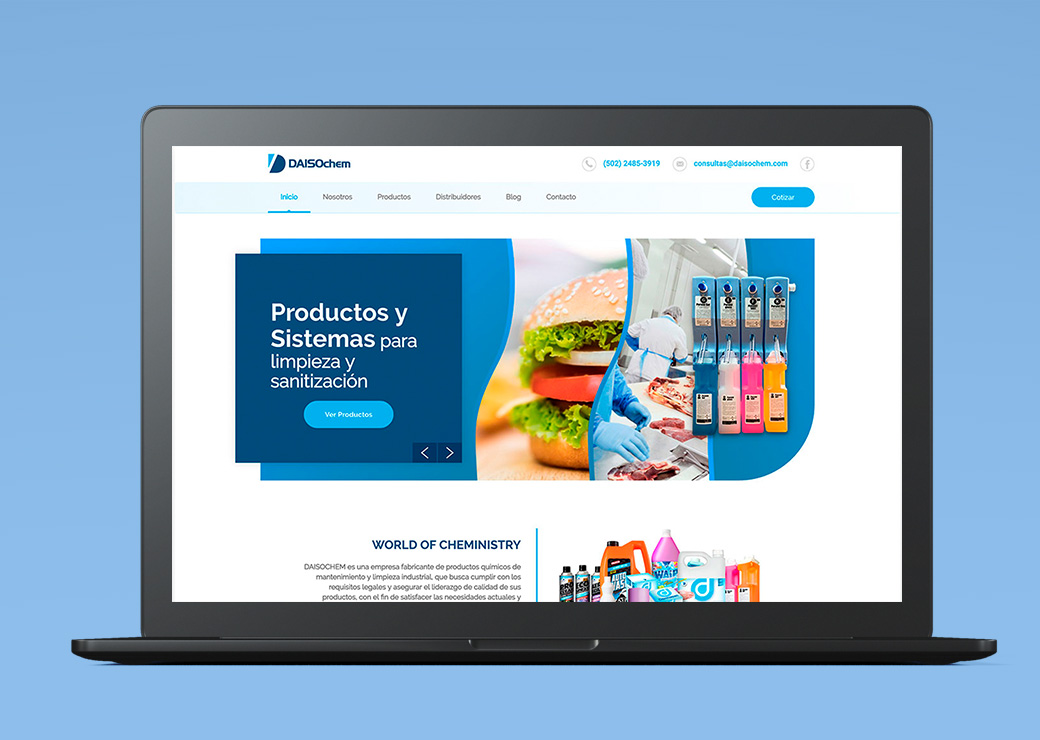 DAISOchem
(502) 2485-3919
consultas@daisochem.com
Inicio Nosotros Productos Distribuidores Blog Contacto
Cotizar
Productos y
Sistemas para
limpieza y
sanitización
Ver Productos
WORLD OF CHEMINISTRY
DAISOCHEM es una empresa fabricante de productos químicos de
mantenimiento y limpieza industrial, que busca cumplir con los
requisitos legales y asegurar el liderazgo de calidad de sus
productos, con el fin de satisfacer las necesidades actuales y